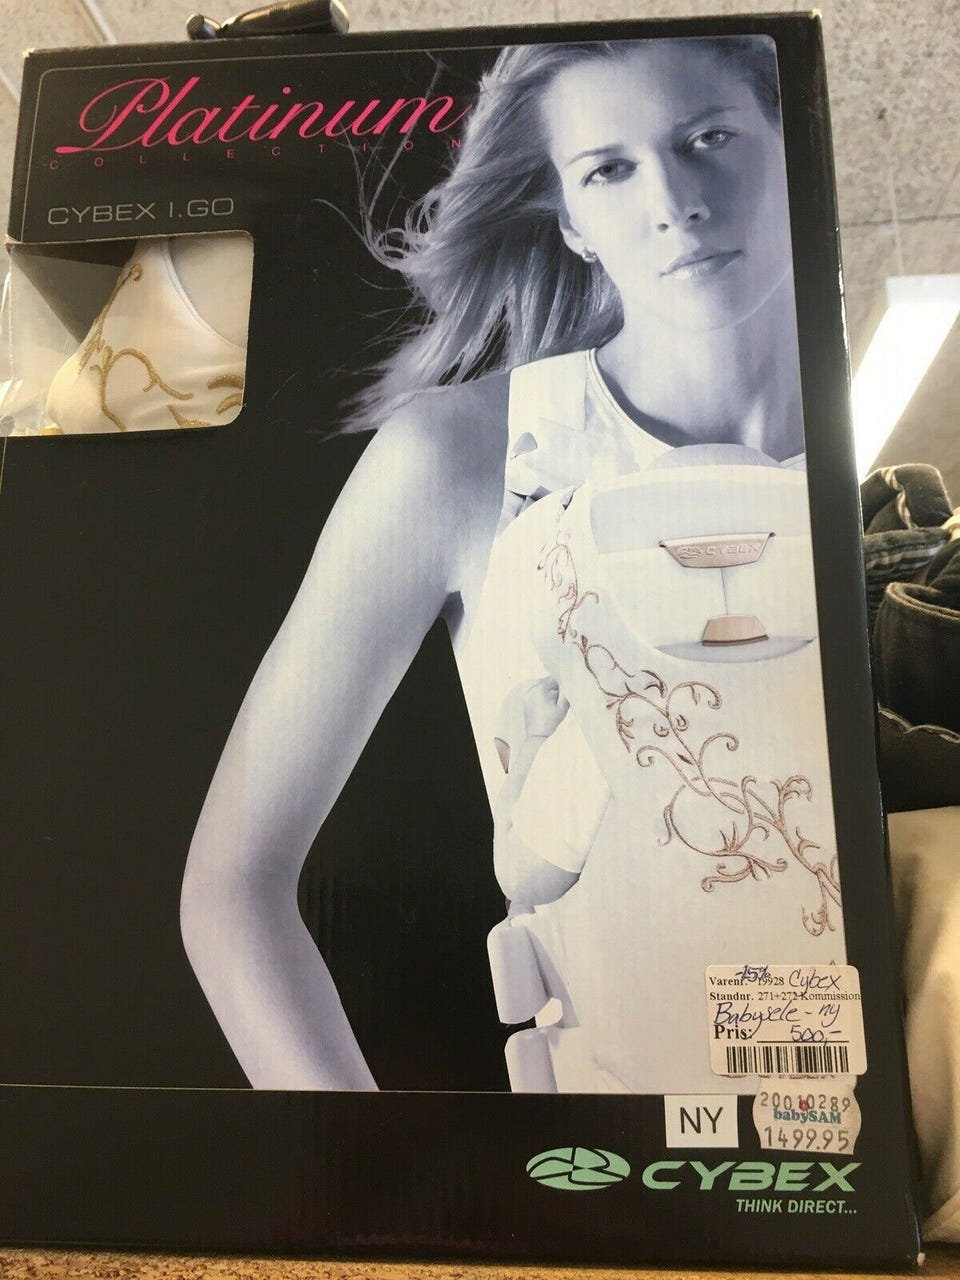 Platinum
COLLECTION
CYBEX I.GO
CYBEX
-15%
Varenr. 19928 Cybex
Standnr. 271+272 Kommission
Babysele - ny
Pris: 500,-
NY
20010289
babySAM
1499.95
CYBEX
THINK DIRECT...